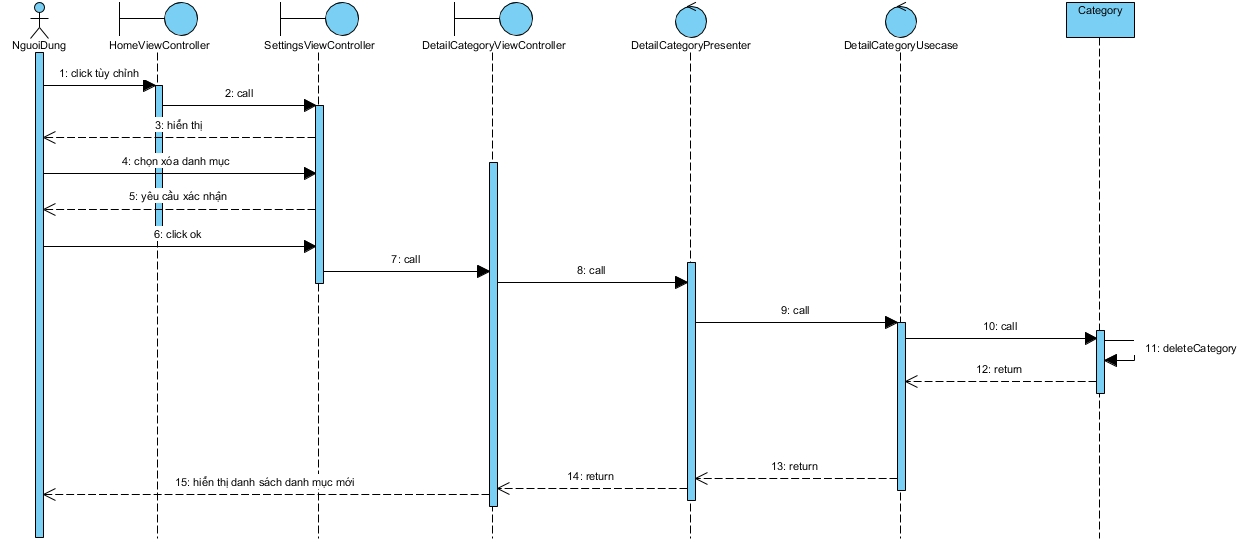 Category
NguoiDung
HomeViewController
SettingsViewController
DetailCategoryViewController
DetailCategoryPresenter
DetailCategoryUsecase
1: click tùy chỉnh
2: call
3: hiển thị
4: chọn xóa danh mục
5: yêu cầu xác nhận
6: click ok
7: call
8: call
9: call
10: call
11: deleteCategory
12: return
13: return
14: return
15: hiển thị danh sách danh mục mới